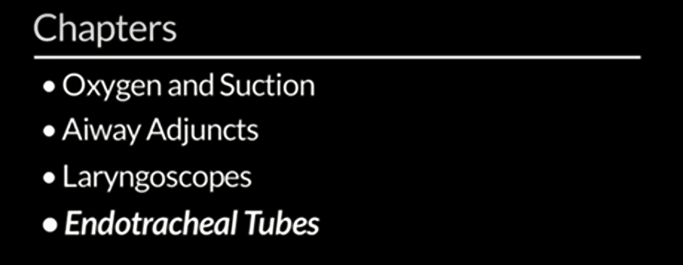 Chapters
• Oxygen and Suction
• Aiway Adjuncts
• Laryngoscopes
• Endotracheal Tubes